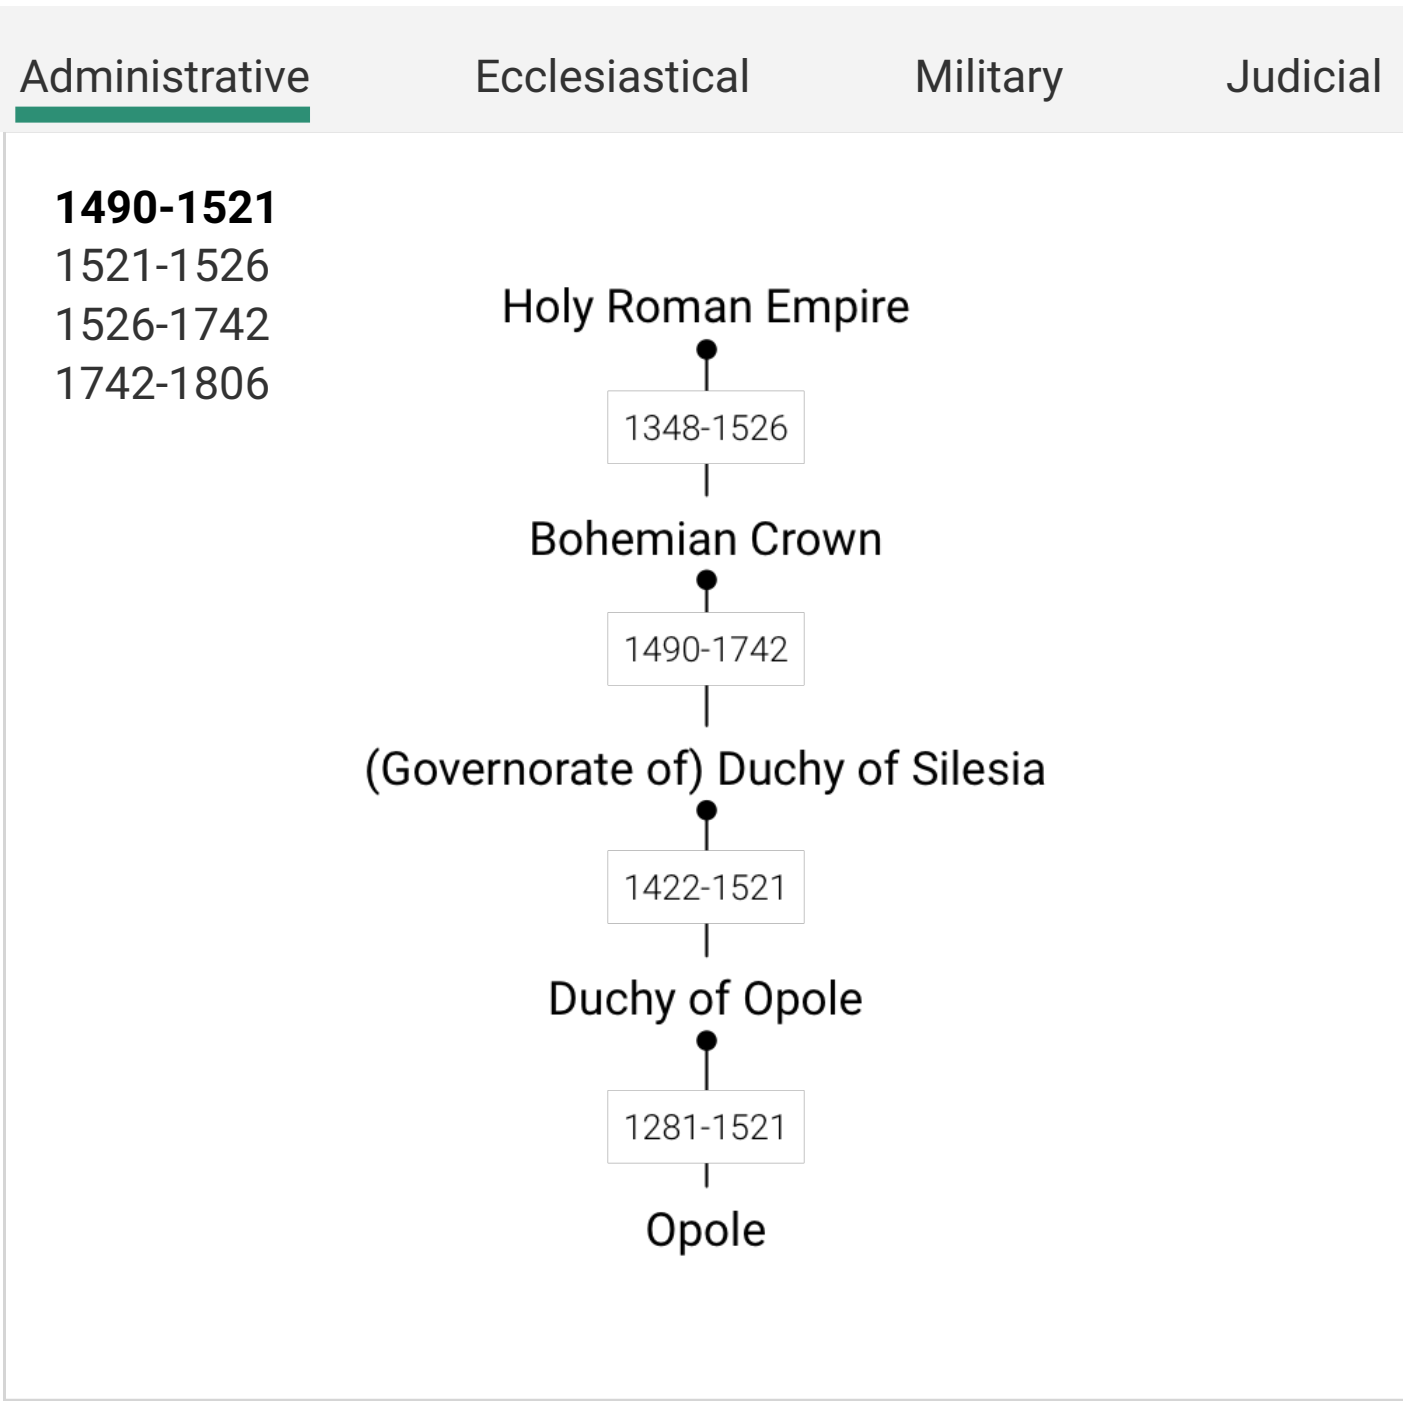 Administrative Ecclesiastical Military Judicial
1490-1521
1521-1526
1526-1742
1742-1806
Holy Roman Empire
1348-1526
Bohemian Crown
1490-1742
(Governorate of) Duchy of Silesia
1422-1521
Duchy of Opole
1281-1521
Opole